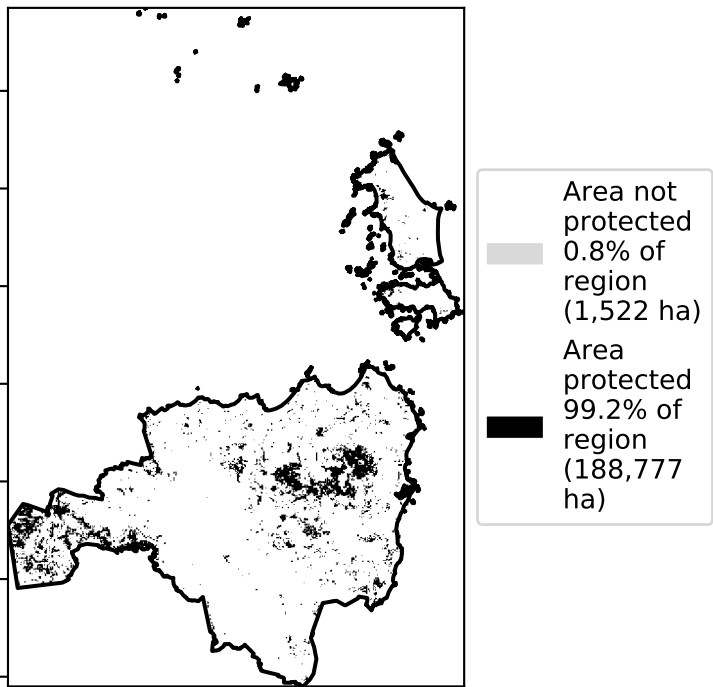 Area not
protected
0.8% of
region
(1,522 ha)
Area
protected
99.2% of
region
(188,777
ha)